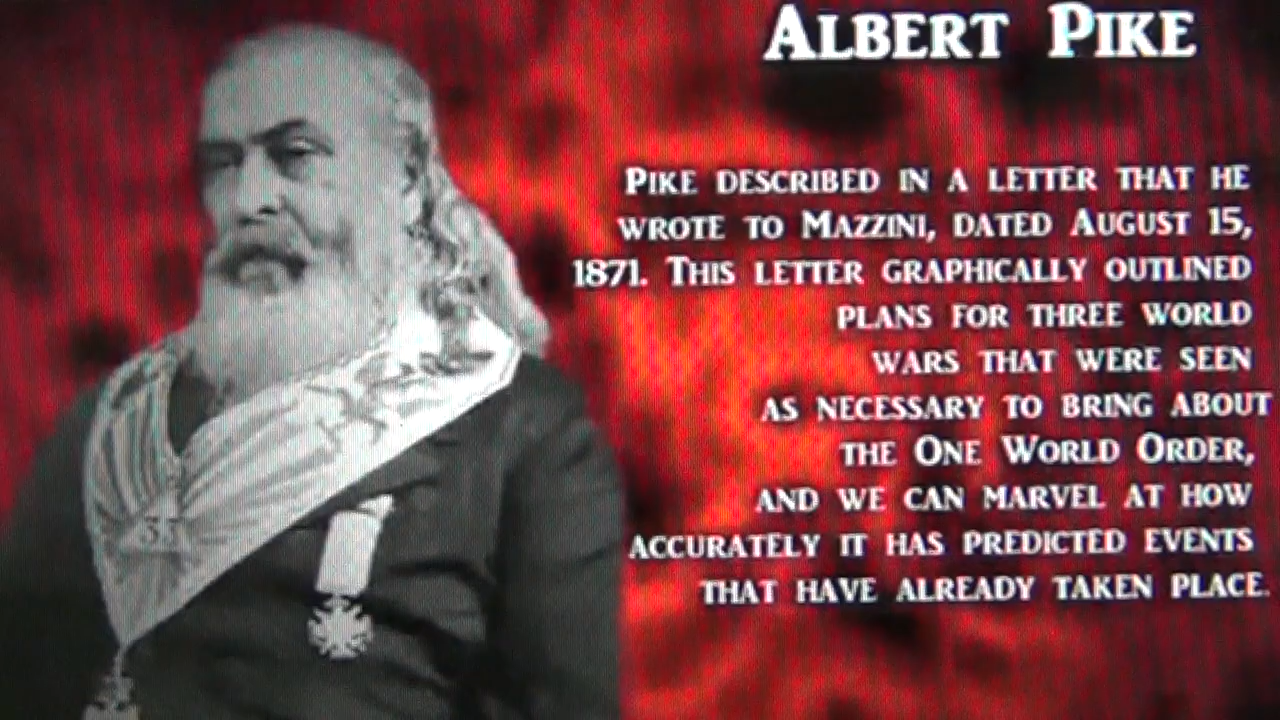 ALBERT PIKE
PIKE DESCRIBED IN A LETTER THAT HE
WROTE TO MAZZINI, DATED AUGUST 15,
1871. THIS LETTER GRAPHICALLY OUTLINED
PLANS FOR THREE WORLD
WARS THAT WERE SEEN
AS NECESSARY TO BRING ABOUT
THE ONE WORLD ORDER,
AND WE CAN MARVEL AT HOW
ACCURATELY IT HAS PREDICTED EVENTS
THAT HAVE ALREADY TAKEN PLACE.
33